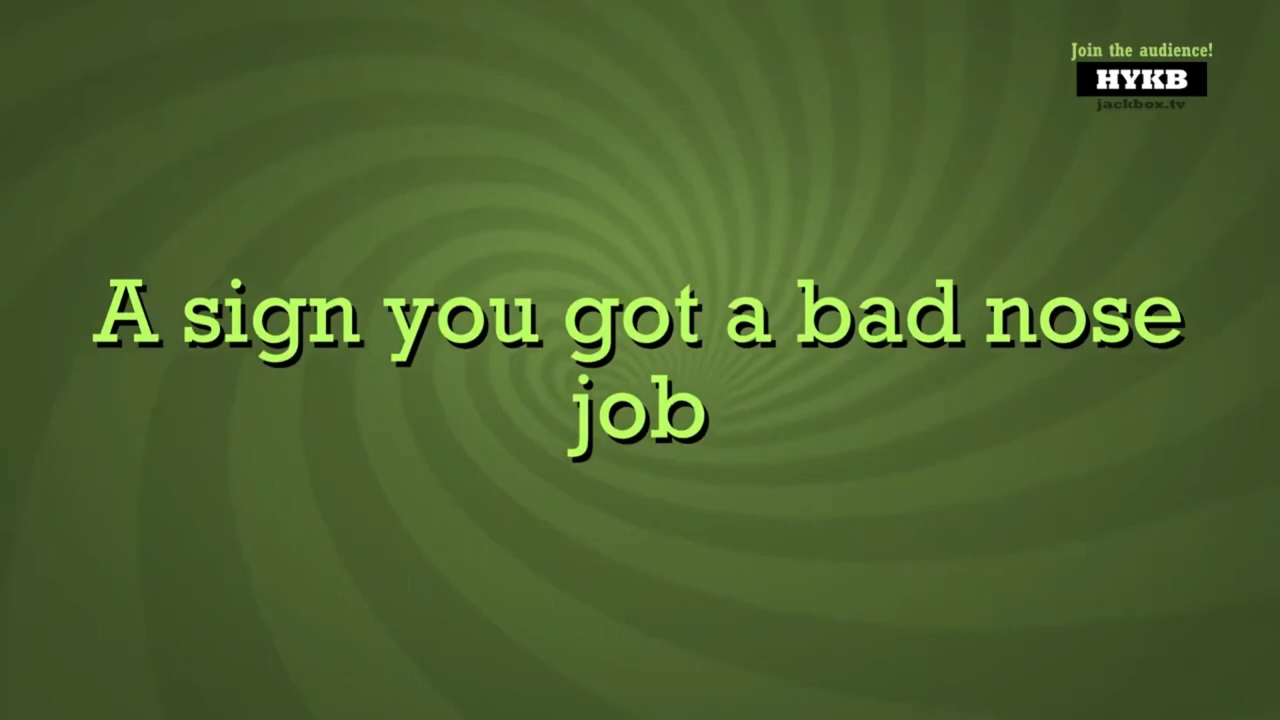 Join the audience!
HYKB
jackbox.tv
A sign you got a bad nose
job